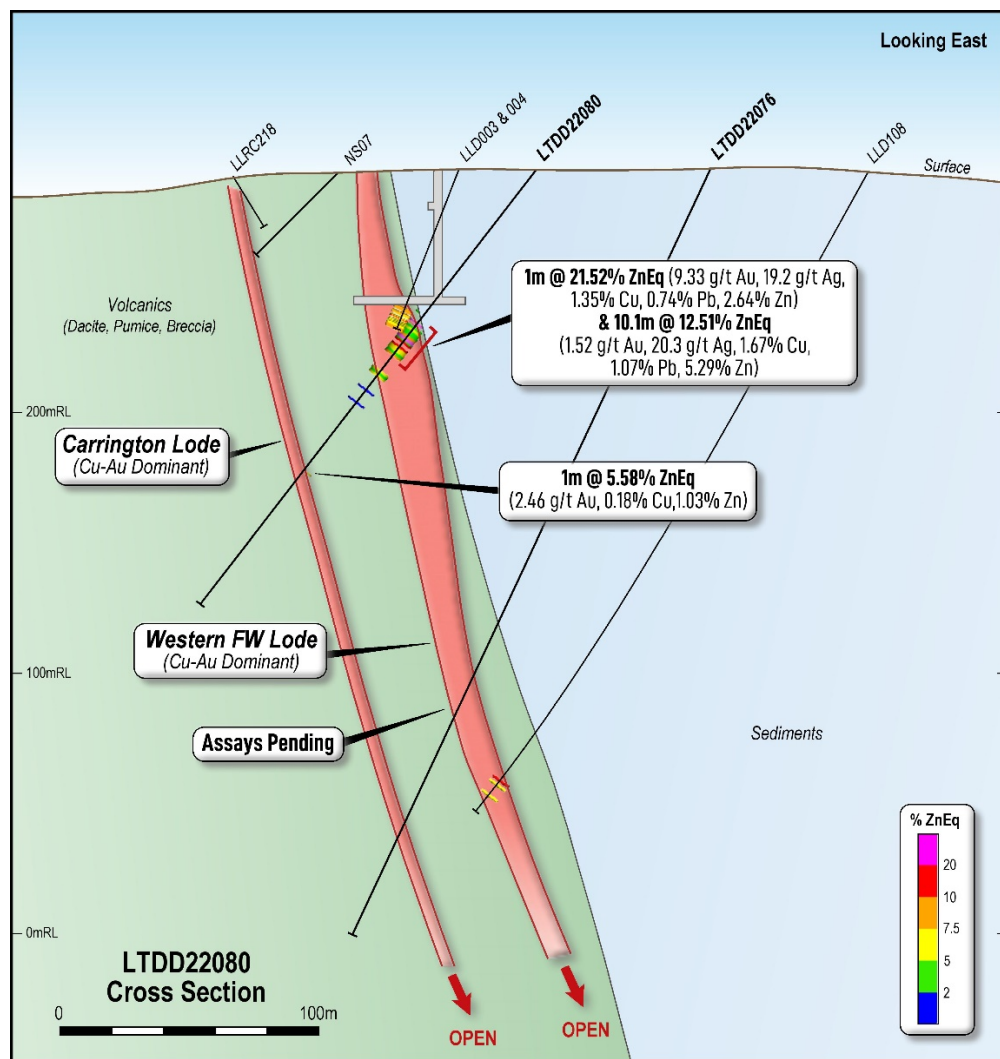 Looking East
LLRC218
NS07
LLD003 & 004
LTDD22080
LTDD22076
LLD108
Surface
1m @ 21.52% ZnEq (9.33 g/t Au, 19.2 g/t Ag,
1.35% Cu, 0.74% Pb, 2.64% Zn)
& 10.1m @ 12.51% ZnEq
(1.52 g/t Au, 20.3 g/t Ag, 1.67% Cu,
1.07% Pb, 5.29% Zn)
Volcanics
(Dacite, Pumice, Breccia)
200mRL
Carrington Lode
(Cu-Au Dominant)
1m @ 5.58% ZnEq
(2.46 g/t Au, 0.18% Cu,1.03% Zn)
Western FW Lode
(Cu-Au Dominant)
100mRL
Assays Pending
Sediments
% ZnEq
20
10
7.5
5
2
0mRL
LTDD22080
Cross Section
0
100m
OPEN
OPEN